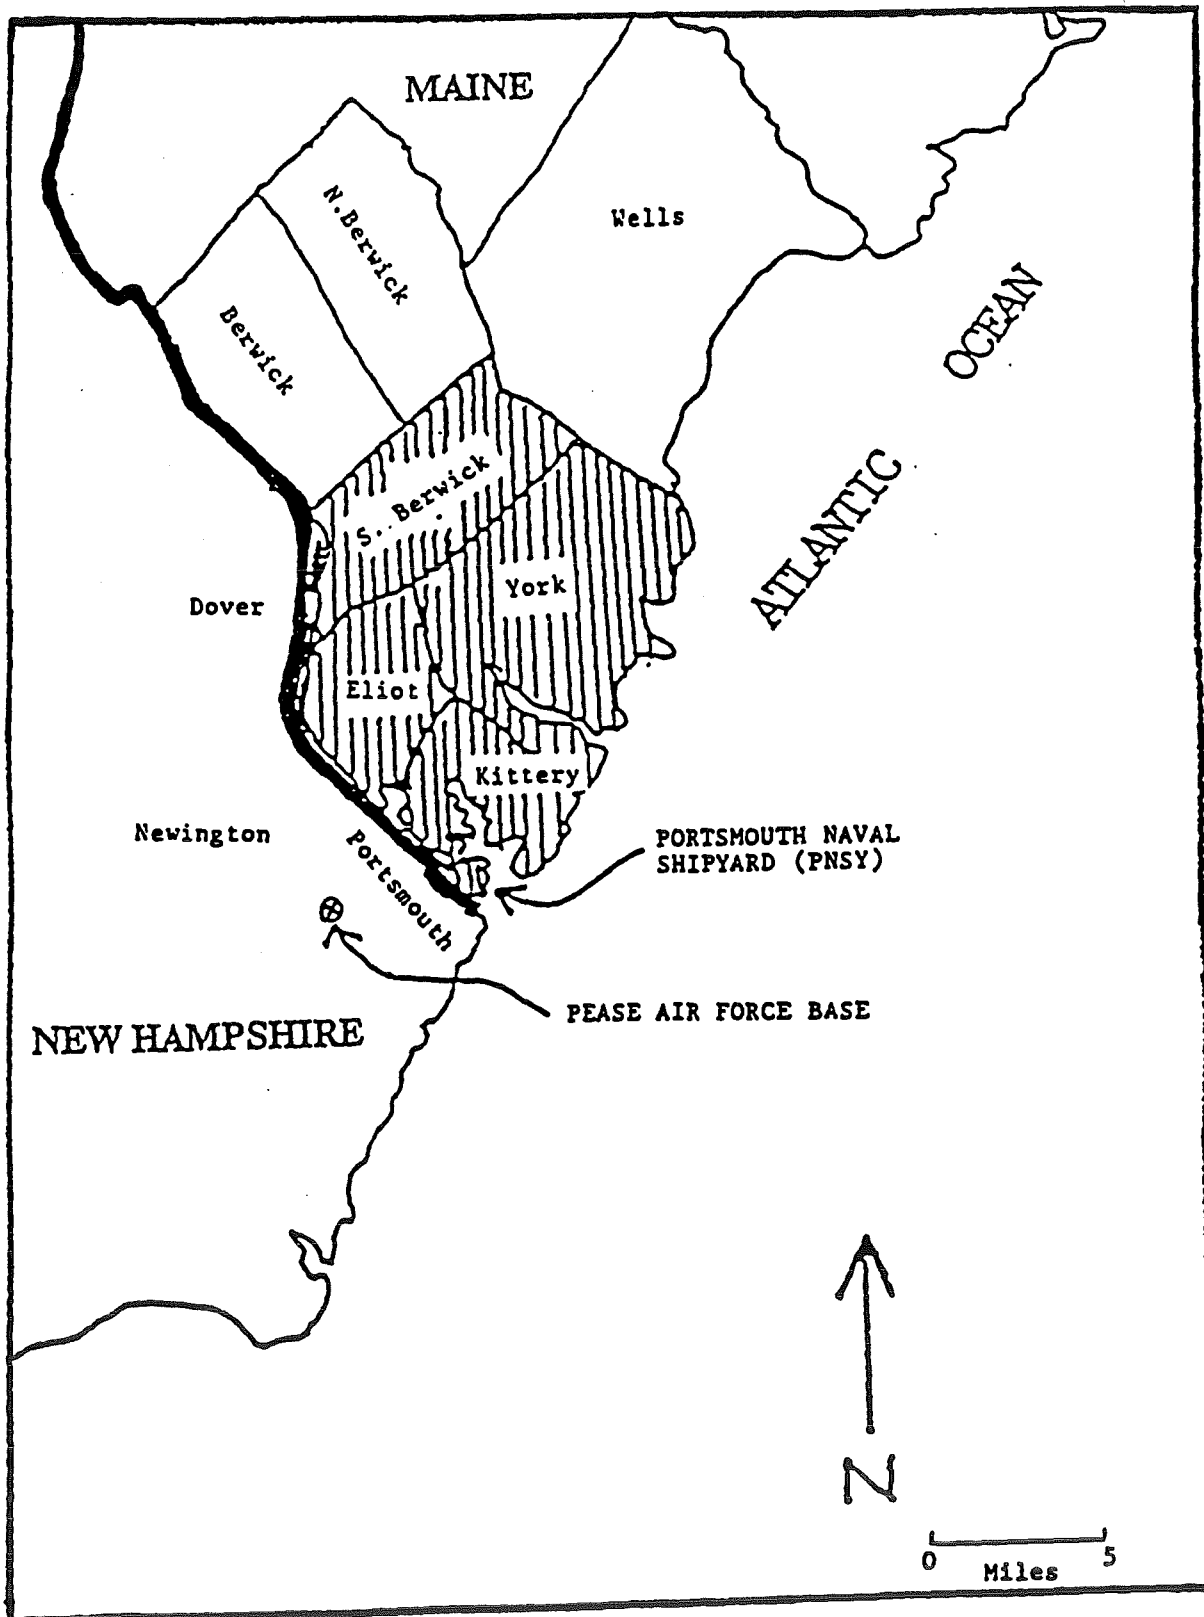 MAINE
N.Berwick
Wells
Berwick
OCEAN
ATLANTIC
S. Berwick
York
Dover
Eliot
Kittery
Newington
Portsmouth
PORTSMOUTH NAVAL
SHIPYARD (PNSY)
PEASE AIR FORCE BASE
NEW HAMPSHIRE
N
0 5
Miles